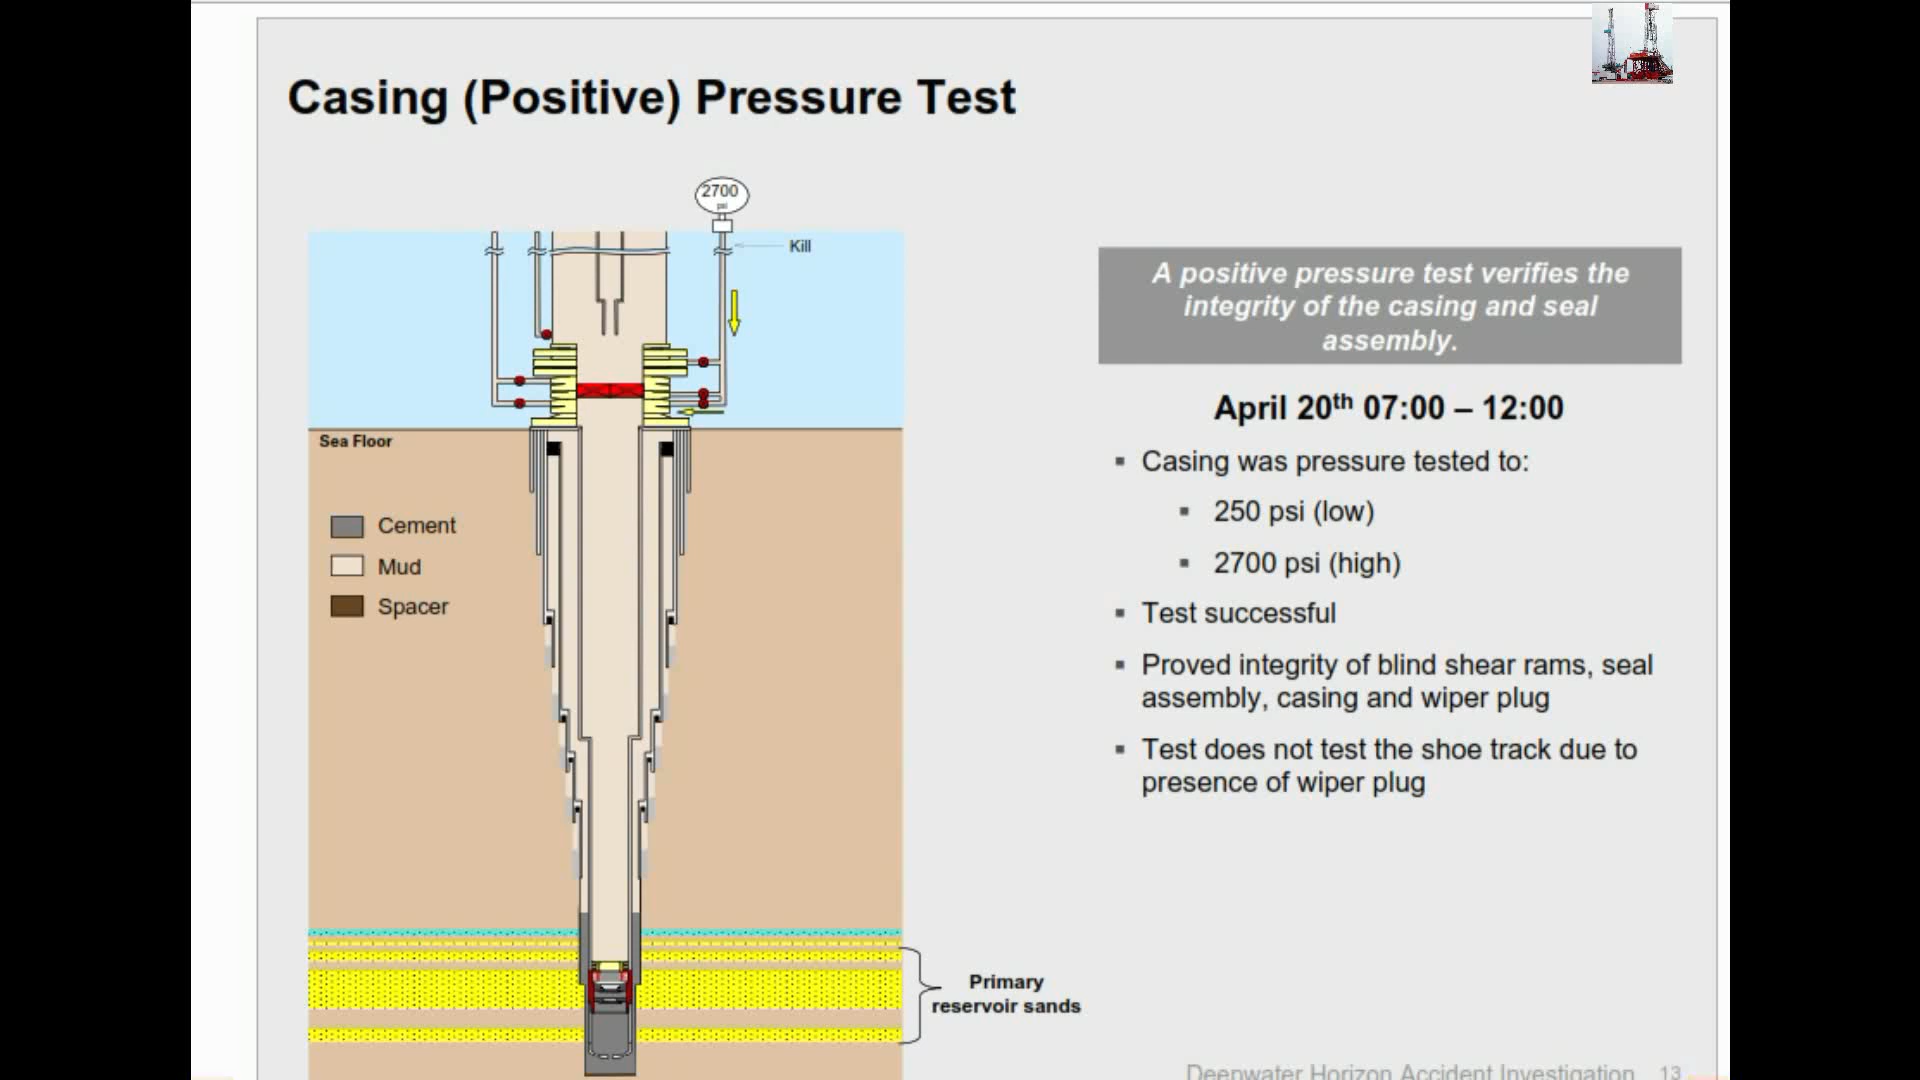 Casing (Positive) Pressure Test
2700
psi
Kill
Sea Floor
Cement
Mud
Spacer
Primary
reservoir sands
A positive pressure test verifies the
integrity of the casing and seal
assembly.
April 20th 07:00 – 12:00
▪ Casing was pressure tested to:
▪ 250 psi (low)
▪ 2700 psi (high)
▪ Test successful
▪ Proved integrity of blind shear rams, seal
assembly, casing and wiper plug
▪ Test does not test the shoe track due to
presence of wiper plug
Deepwater Horizon Accident Investigation 13